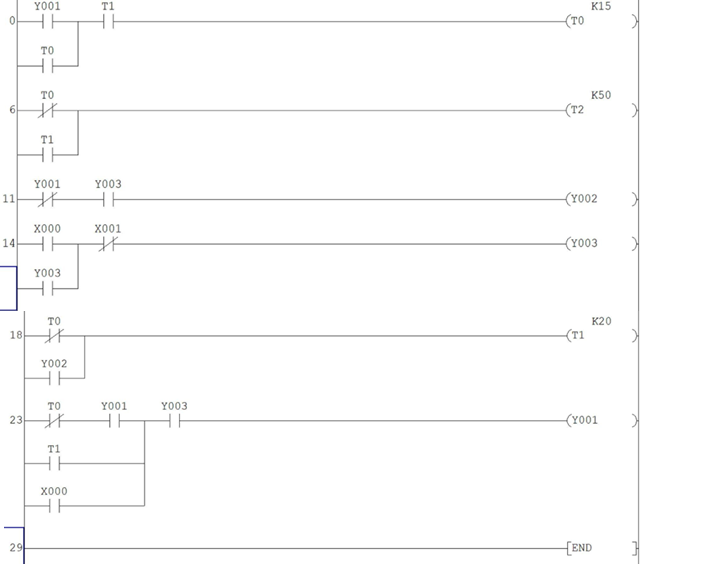 Y001 T1 K15
0 (T0 )
T0
T0 K50
6 (T2 )
T1
Y001 Y003
11 (Y002 )
X000 X001
14 (Y003 )
Y003
T0 K20
18 (T1 )
Y002
T0 Y001 Y003
23 (Y001 )
T1
X000
29 [END ]